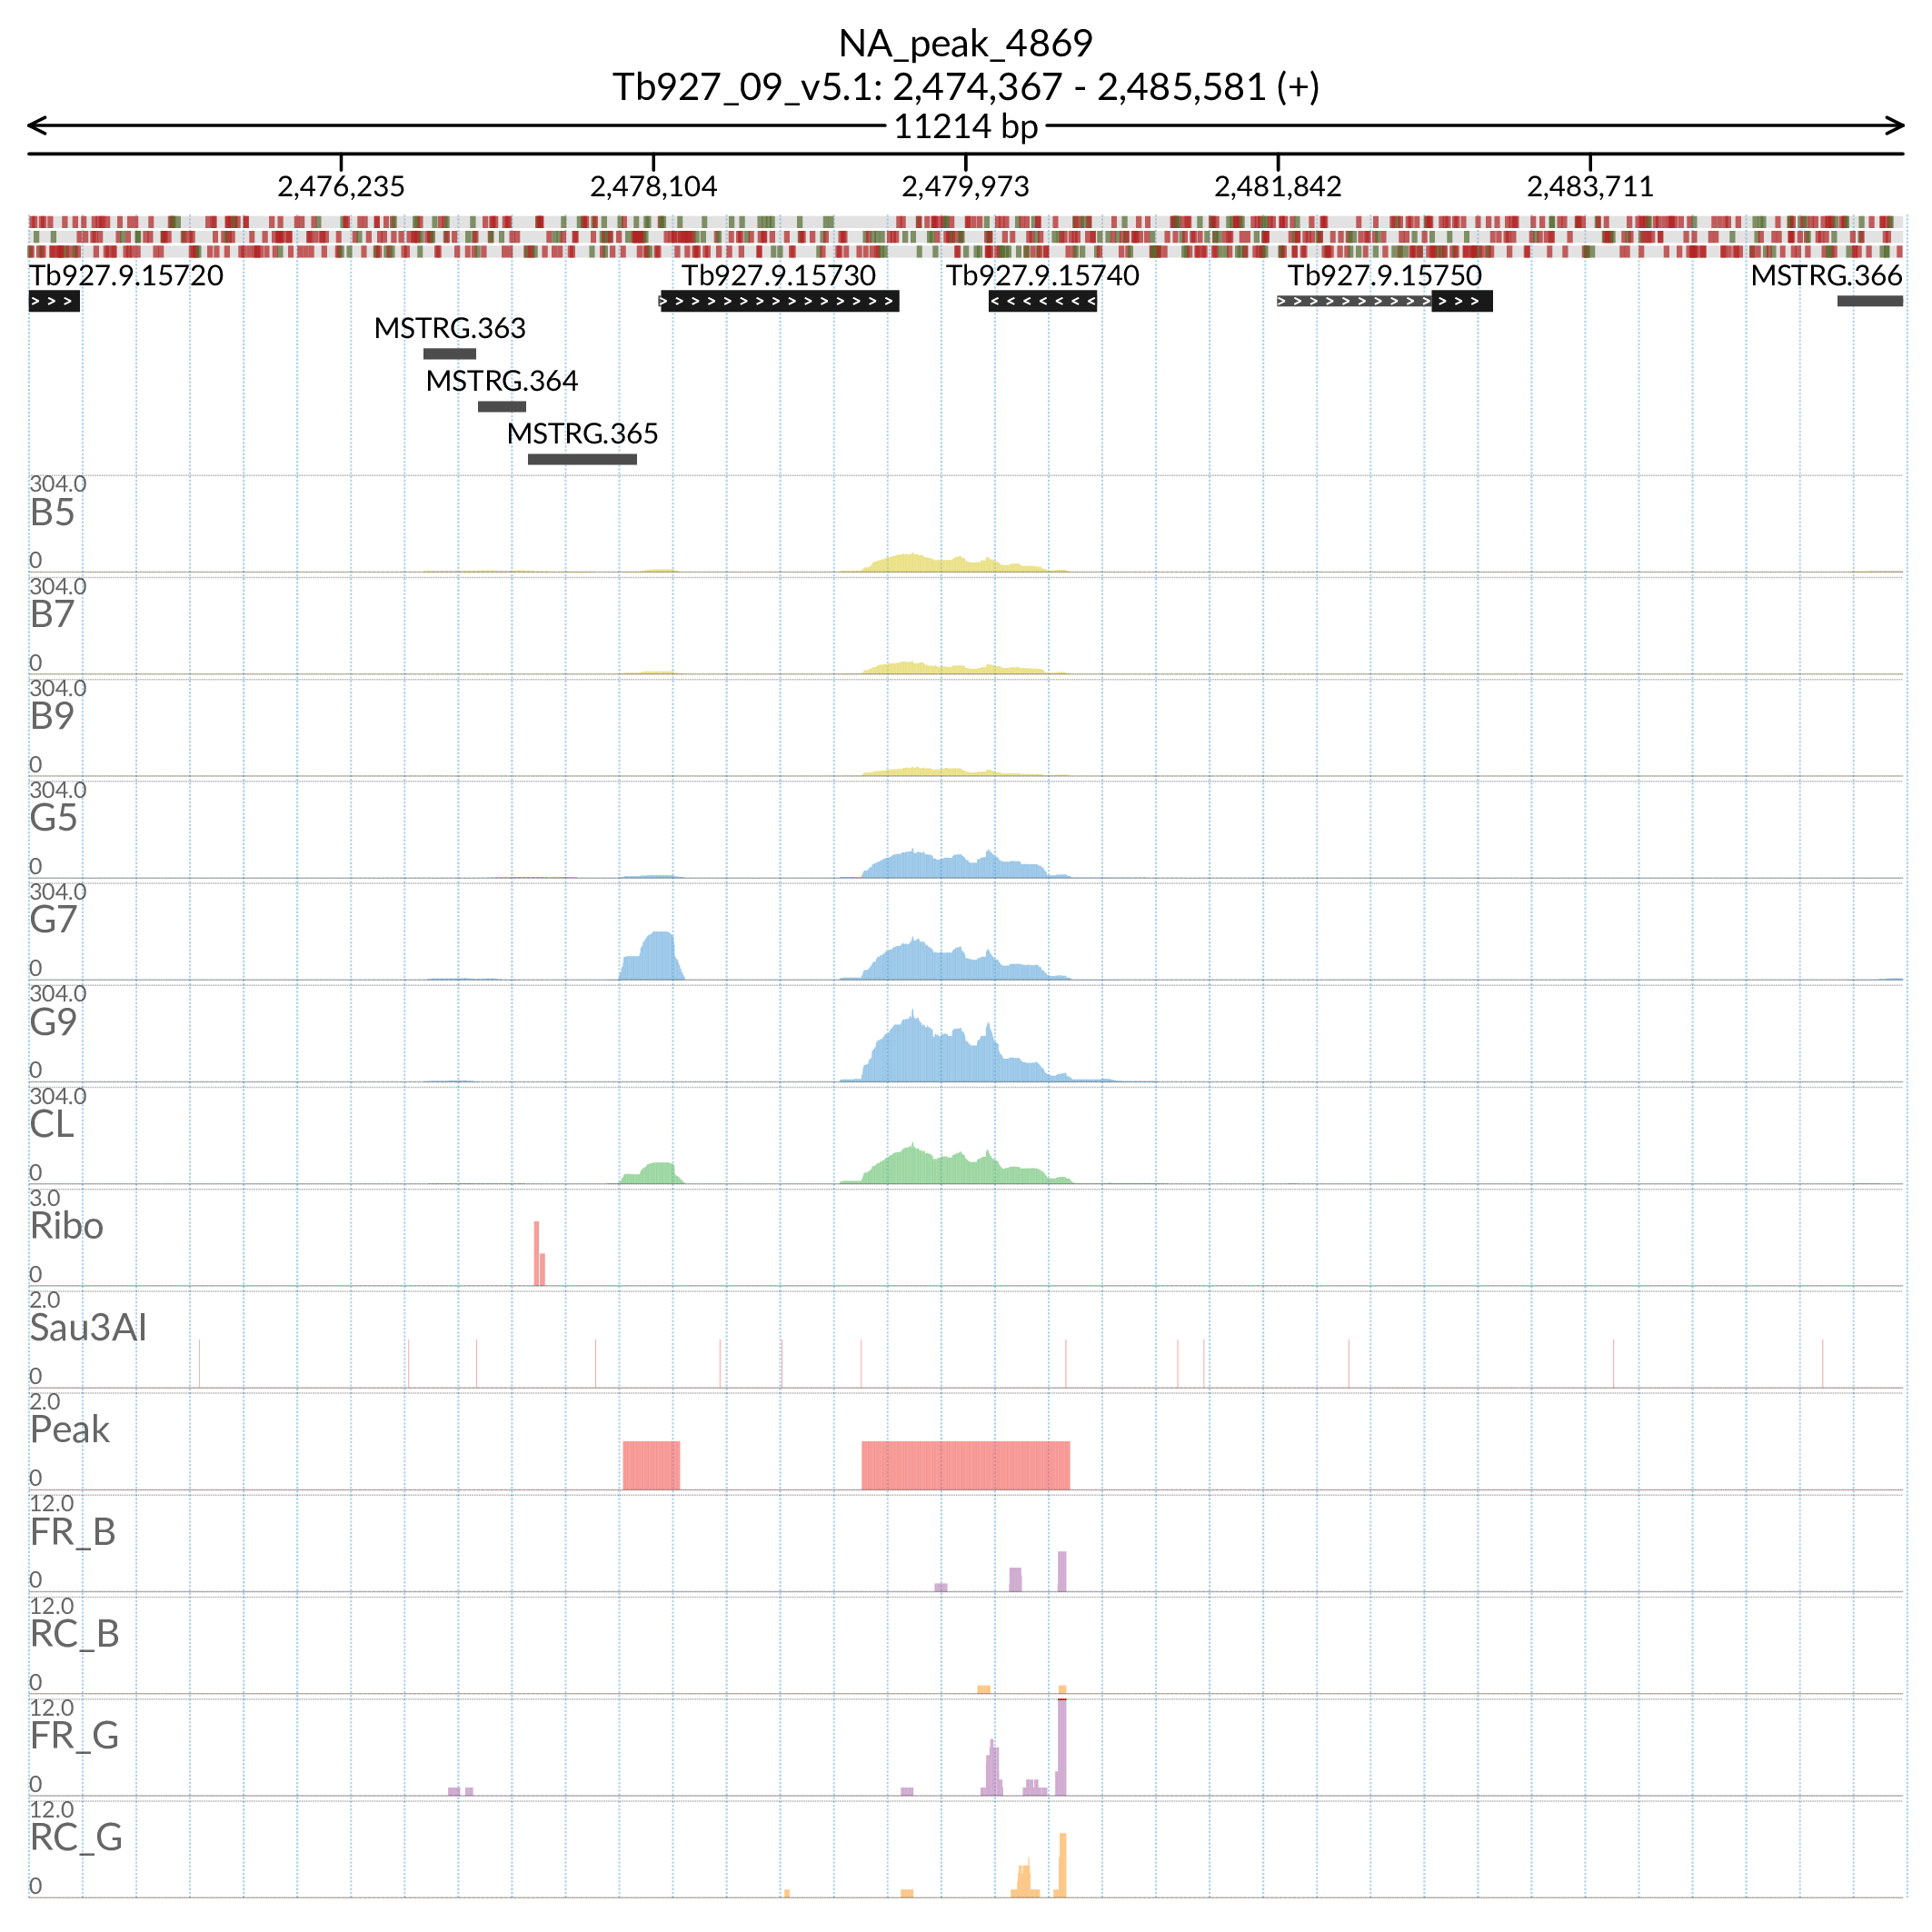 NA_peak_4869
Tb927_09_v5.1: 2,474,367 - 2,485,581 (+)
11214 bp
2,476,235 2,478,104 2,479,973 2,481,842 2,483,711
Tb927.9.15720 Tb927.9.15730 Tb927.9.15740 Tb927.9.15750 MSTRG.366
MSTRG.363
MSTRG.364
MSTRG.365
304.0
B5
0
304.0
B7
0
304.0
B9
0
304.0
G5
0
304.0
G7
0
304.0
G9
0
304.0
CL
0
3.0
Ribo
0
2.0
Sau3AI
0
2.0
Peak
0
12.0
FR_B
0
12.0
RC_B
0
12.0
FR_G
0
12.0
RC_G
0